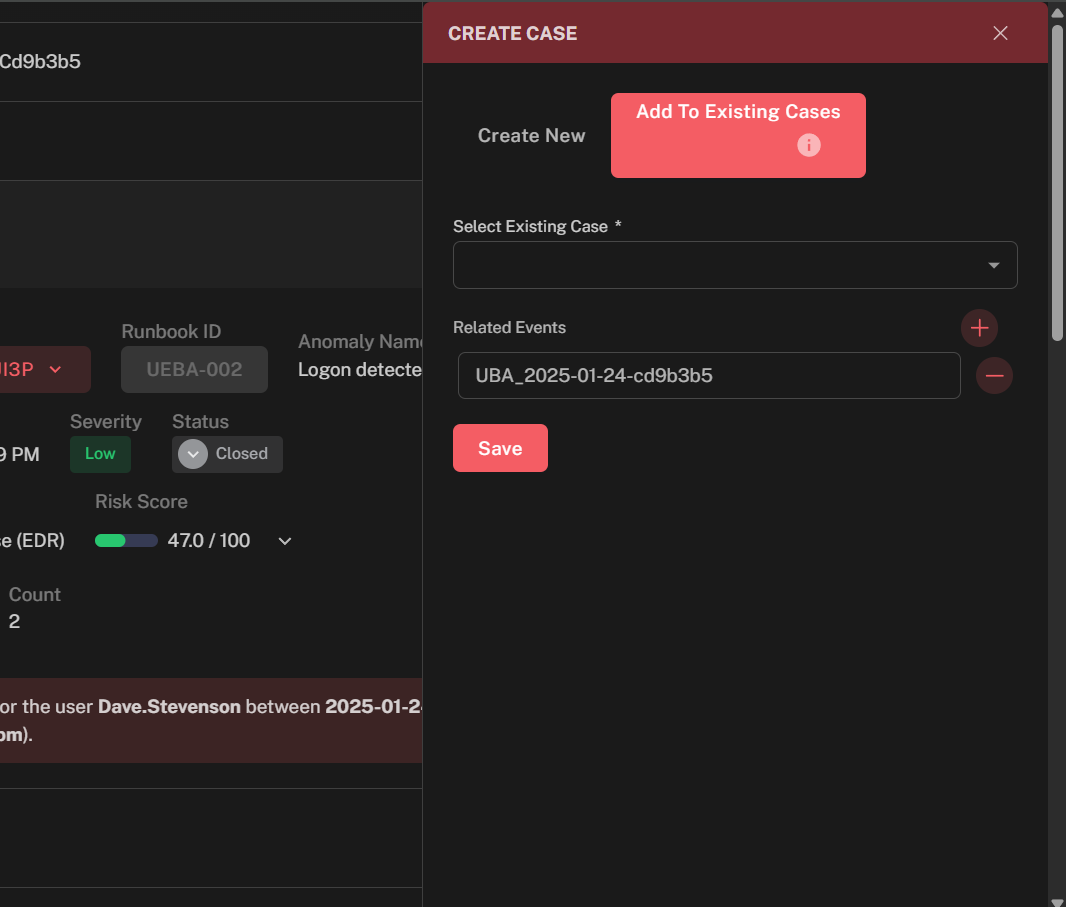 Cd9b3b5
Runbook ID
Anomaly Name
JI3P
UEBA-002
Logon detecte
Severity
Status
9 PM
Low
Closed
Risk Score
se (EDR)
47.0 / 100
Count
2
or the user Dave.Stevenson between 2025-01-24
pm).
CREATE CASE
Create New
Add To Existing Cases
i
Select Existing Case *
Related Events
UBA_2025-01-24-cd9b3b5
Save